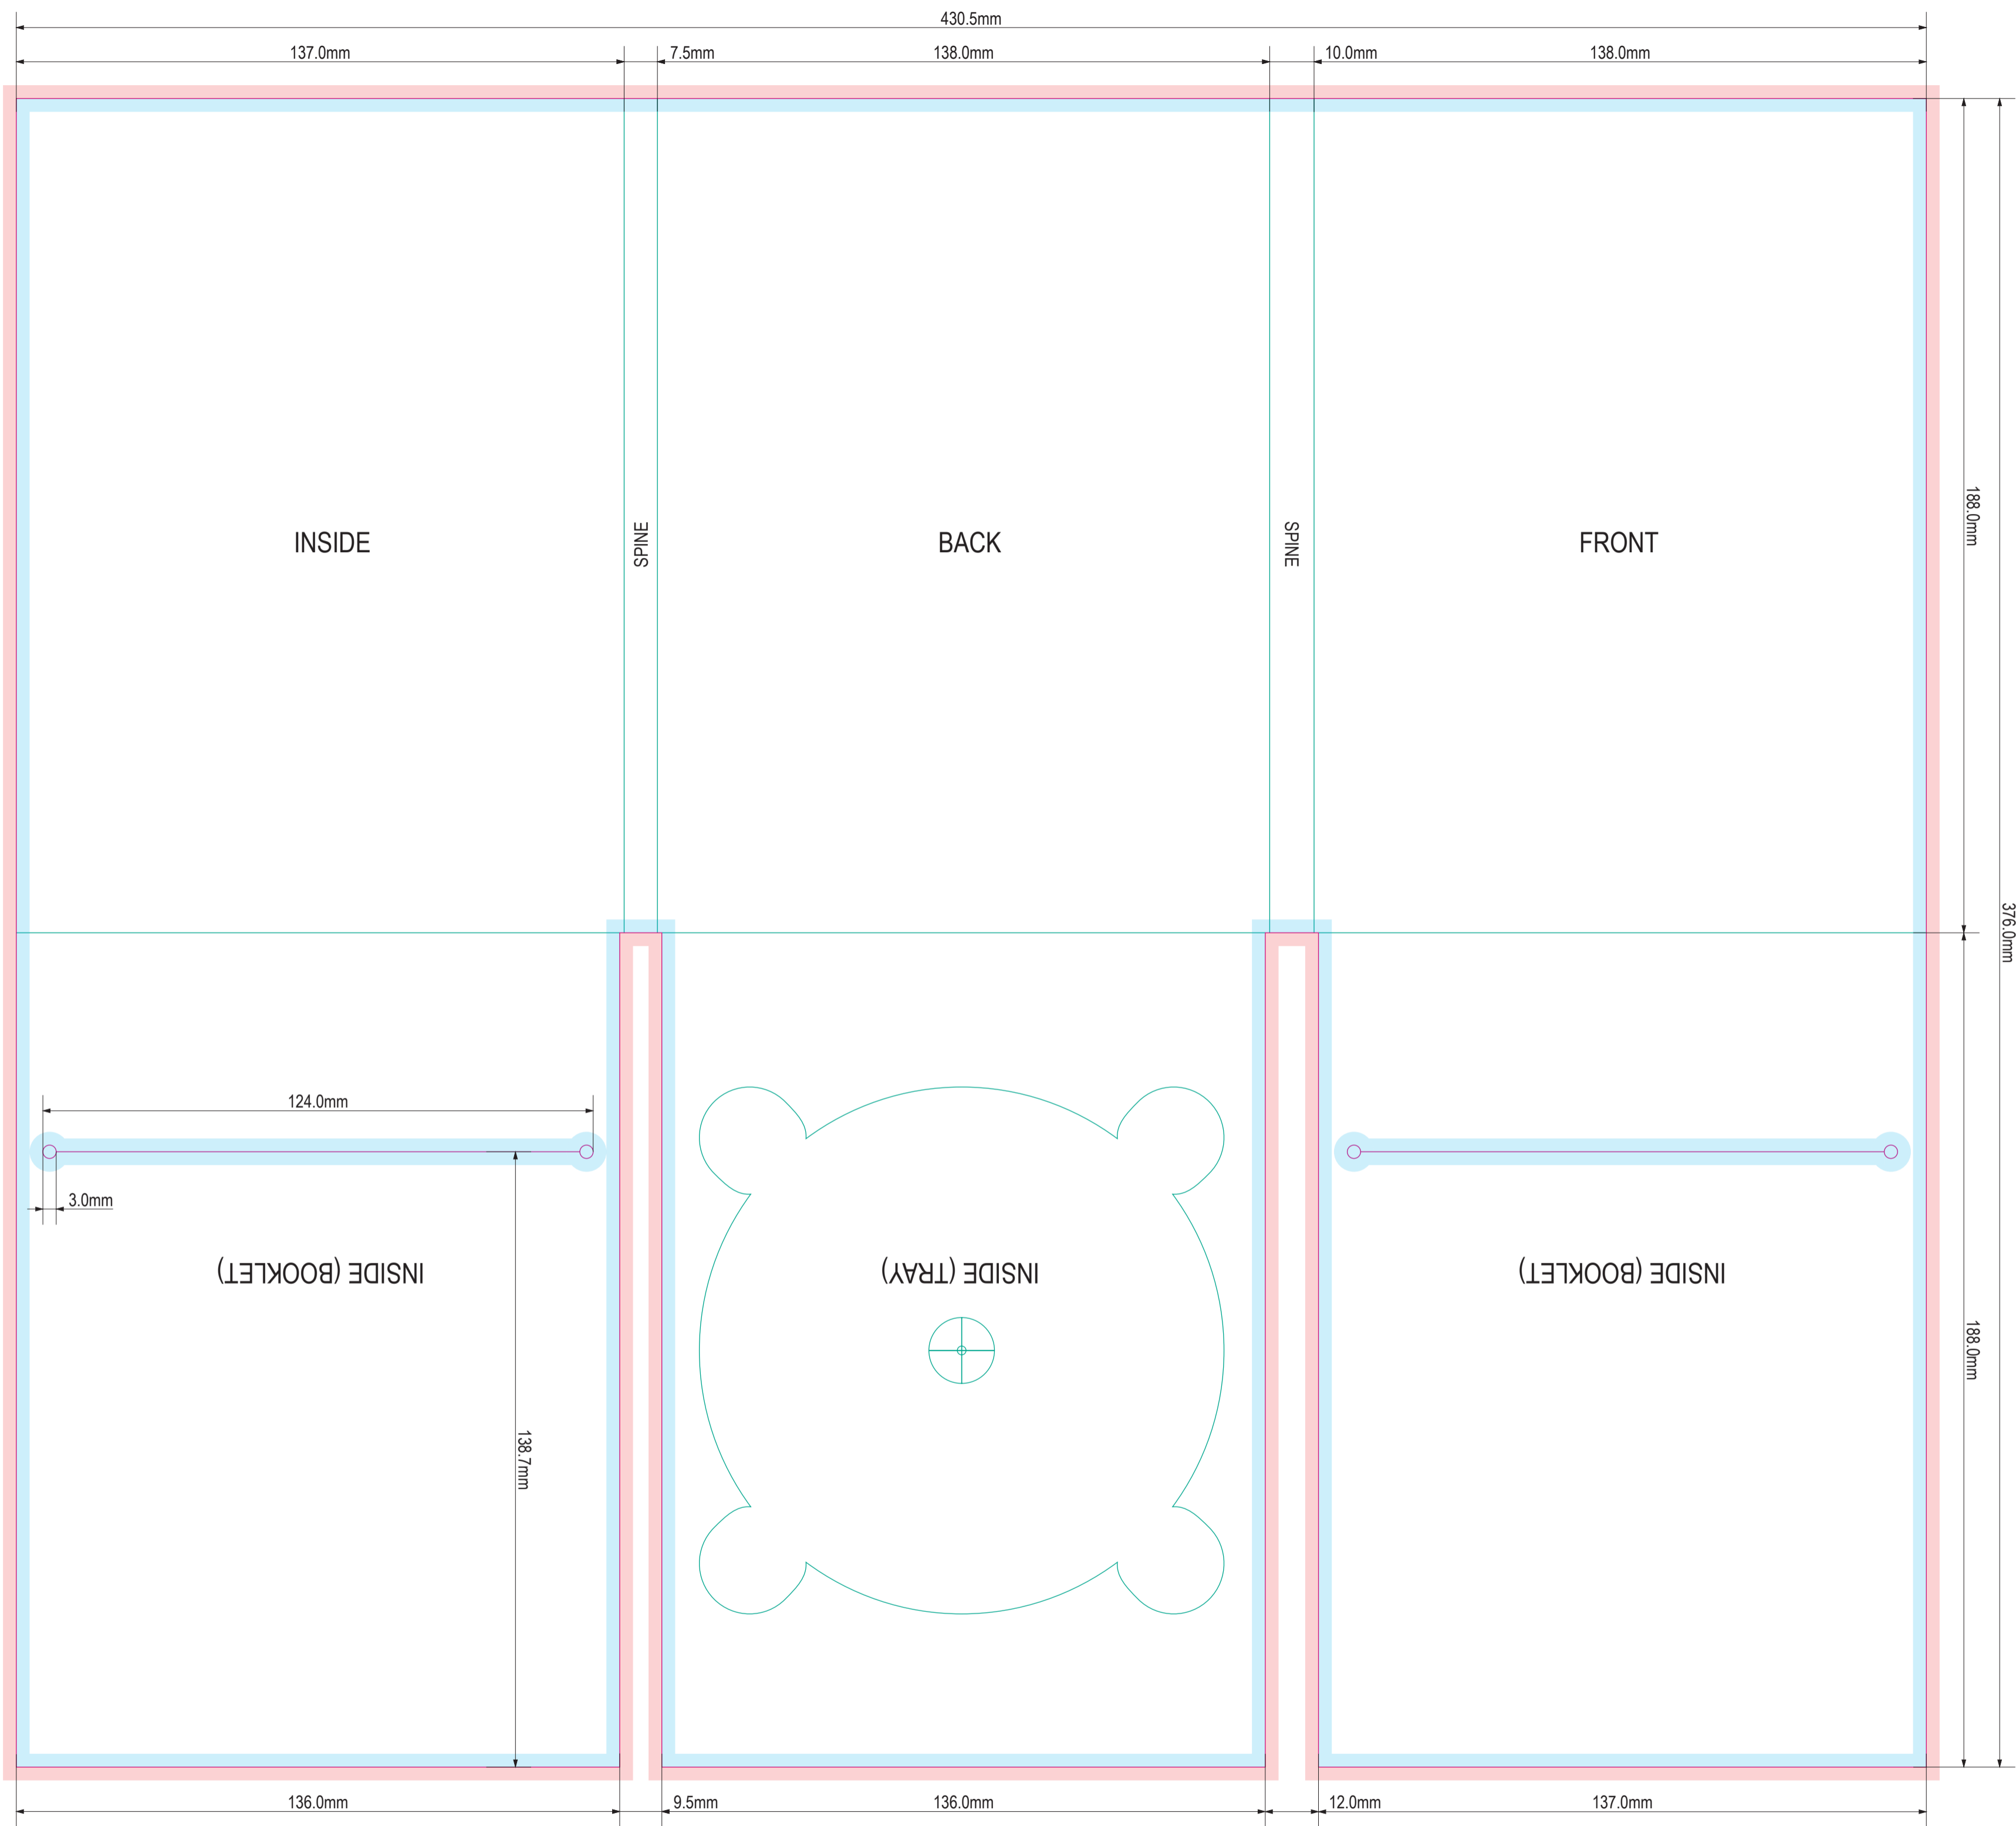 430.5mm
137.0mm
7.5mm
138.0mm
10.0mm
138.0mm
188.0mm
376.0mm
INSIDE
SPINE
BACK
SPINE
FRONT
124.0mm
3.0mm
INSIDE (BOOKLET)
INSIDE (TRAY)
INSIDE (BOOKLET)
138.7mm
188.0mm
136.0mm
9.5mm
136.0mm
12.0mm
137.0mm